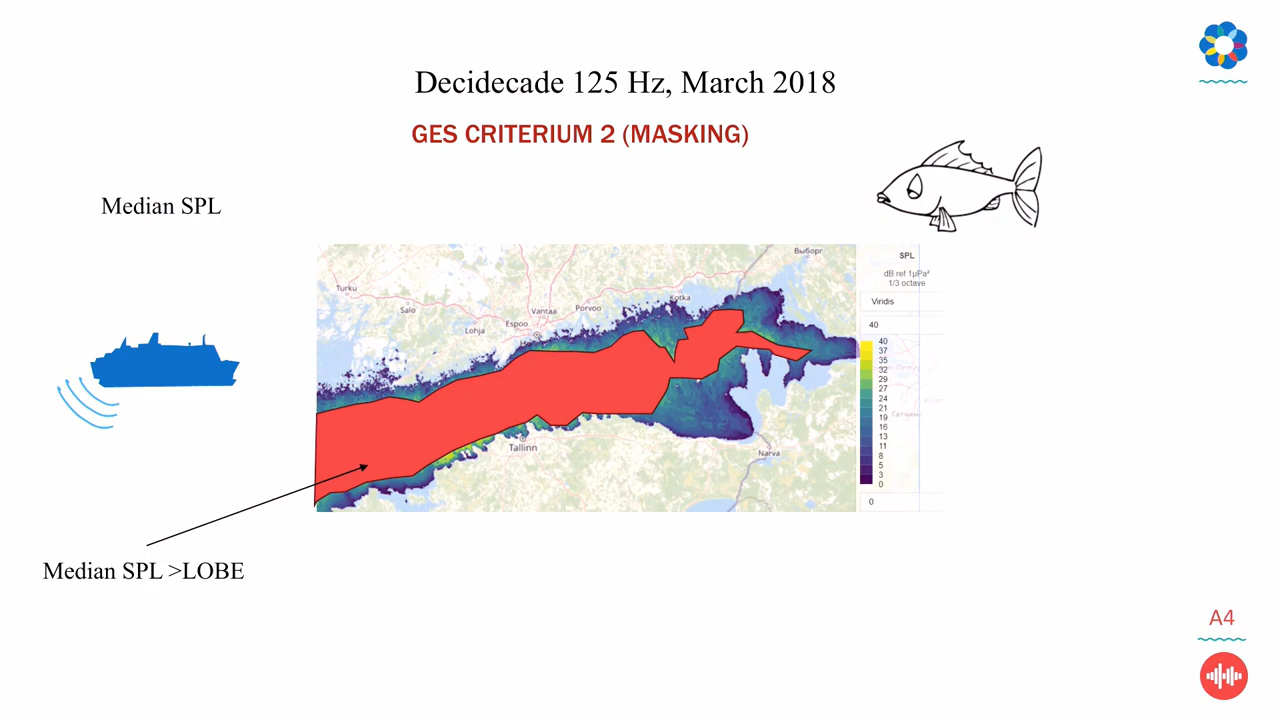 Decidecade 125 Hz, March 2018
GES CRITERIUM 2 (MASKING)
Median SPL
Выборг
Turku
Salo
Lohja
Espoo
Vantaa
Porvoo
Kotka
Tallinn
Narva
SPL
dB ref 1µPa²
1/3 octave
Viridis
40
40
37
35
32
29
27
24
21
19
16
13
11
8
5
3
0
0
Median SPL >LOBE
A4